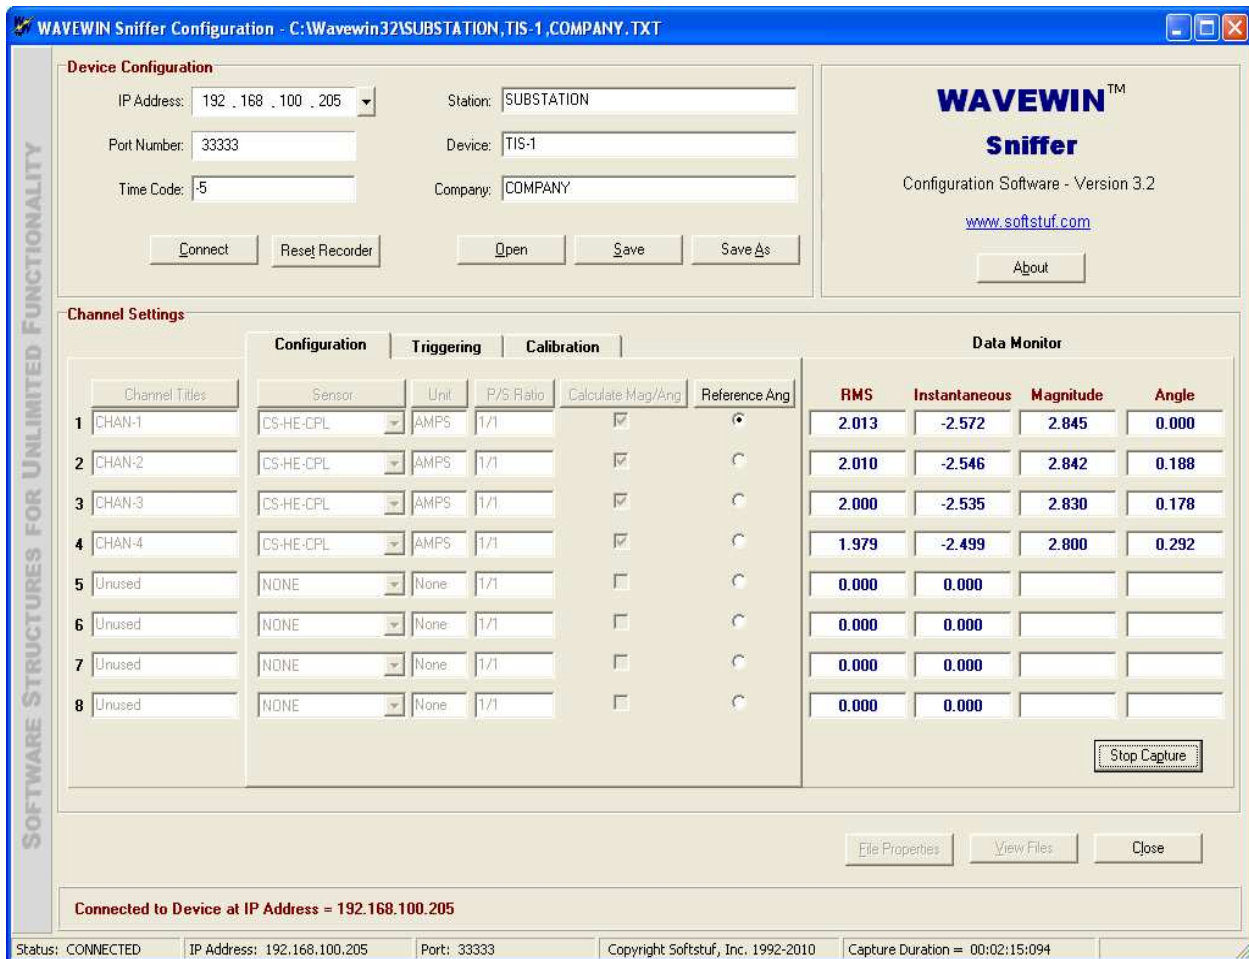 WAVEWIN Sniffer Configuration - C:\Wavewin32\SUBSTATION,TIS-1,COMPANY.TXT
SOFTWARE STRUCTURES FOR UNLIMITED FUNCTIONALITY
Device Configuration
IP Address: 192 . 168 . 100 . 205
Station: SUBSTATION
Port Number: 33333
Device: TIS-1
Time Code: -5
Company: COMPANY
Connect Reset Recorder Open Save Save As
WAVEWIN™
Sniffer
Configuration Software - Version 3.2
www.softstuf.com
About
Channel Settings
Configuration Triggering Calibration Data Monitor
Channel Titles Sensor Unit P/S Ratio Calculate Mag/Ang Reference Ang RMS Instantaneous Magnitude Angle
1 CHAN-1 CS-HE-CPL AMPS 1/1 2.013 -2.572 2.845 0.000
2 CHAN-2 CS-HE-CPL AMPS 1/1 2.010 -2.546 2.842 0.188
3 CHAN-3 CS-HE-CPL AMPS 1/1 2.000 -2.535 2.830 0.178
4 CHAN-4 CS-HE-CPL AMPS 1/1 1.979 -2.499 2.800 0.292
5 Unused NONE None 1/1 0.000 0.000
6 Unused NONE None 1/1 0.000 0.000
7 Unused NONE None 1/1 0.000 0.000
8 Unused NONE None 1/1 0.000 0.000
Stop Capture
File Properties View Files Close
Connected to Device at IP Address = 192.168.100.205
Status: CONNECTED IP Address: 192.168.100.205 Port: 33333 Copyright Softstuf, Inc. 1992-2010 Capture Duration = 00:02:15:094